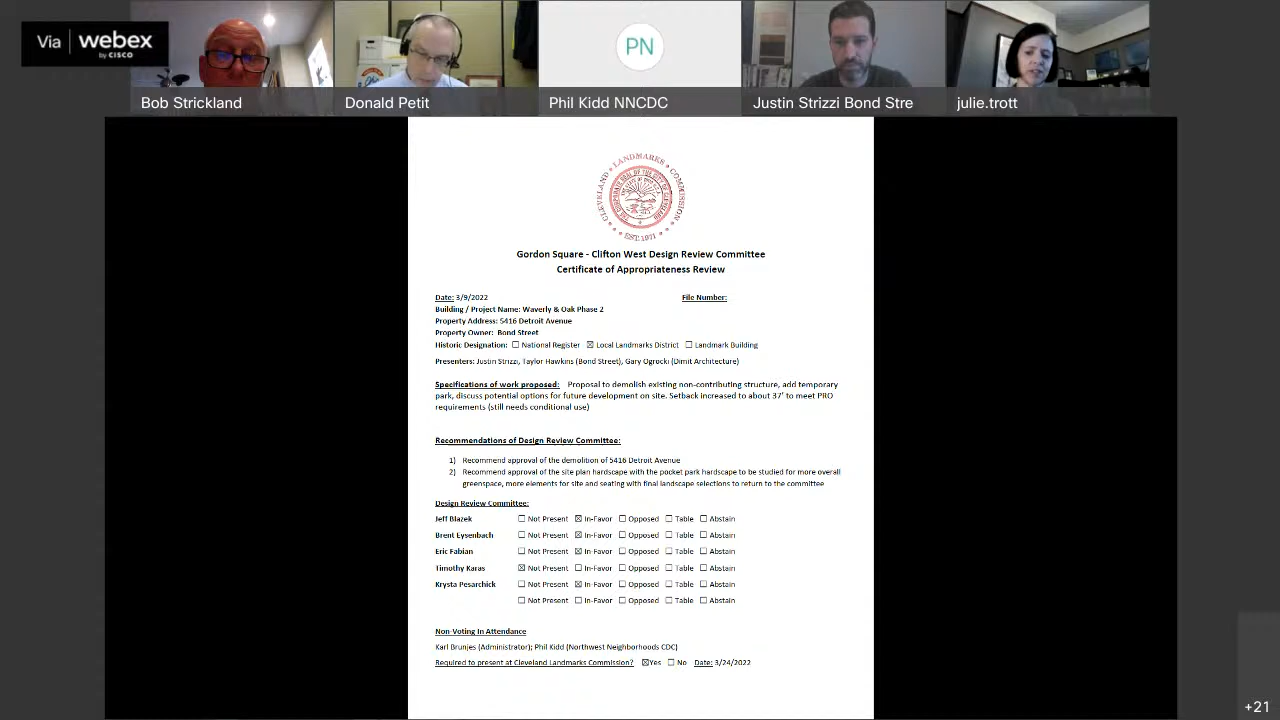 Via webex
by CISCO
Bob Strickland
Donald Petit
PN
Phil Kidd NNCDC
Justin Strizzi Bond Stre
julie.trott
CLEVELAND LANDMARKS COMMISSION
EST.1971
Gordon Square - Clifton West Design Review Committee
Certificate of Appropriateness Review
Date: 3/9/2022 File Number:
Building / Project Name: Waverly & Oak Phase 2
Property Address: 5416 Detroit Avenue
Property Owner: Bond Street
Historic Designation: ☐ National Register ☒ Local Landmarks District ☐ Landmark Building
Presenters: Justin Strizzi, Taylor Hawkins (Bond Street), Gary Ogrocki (Dimit Architecture)
Specifications of work proposed: Proposal to demolish existing non-contributing structure, add temporary
park, discuss potential options for future development on site. Setback increased to about 37' to meet PRO
requirements (still needs conditional use)
Recommendations of Design Review Committee:
1) Recommend approval of the demolition of 5416 Detroit Avenue
2) Recommend approval of the site plan hardscape with the pocket park hardscape to be studied for more overall
greenspace, more elements for site and seating with final landscape selections to return to the committee
Design Review Committee:
Jeff Blazek ☐ Not Present ☒ In-Favor ☐ Opposed ☐ Table ☐ Abstain
Brent Eysenbach ☐ Not Present ☒ In-Favor ☐ Opposed ☐ Table ☐ Abstain
Eric Fabian ☐ Not Present ☒ In-Favor ☐ Opposed ☐ Table ☐ Abstain
Timothy Karas ☒ Not Present ☐ In-Favor ☐ Opposed ☐ Table ☐ Abstain
Krysta Pesarchick ☐ Not Present ☒ In-Favor ☐ Opposed ☐ Table ☐ Abstain
☐ Not Present ☐ In-Favor ☐ Opposed ☐ Table ☐ Abstain
Non-Voting In Attendance
Karl Brunjes (Administrator); Phil Kidd (Northwest Neighborhoods CDC)
Required to present at Cleveland Landmarks Commission? ☒Yes ☐ No Date: 3/24/2022
+21